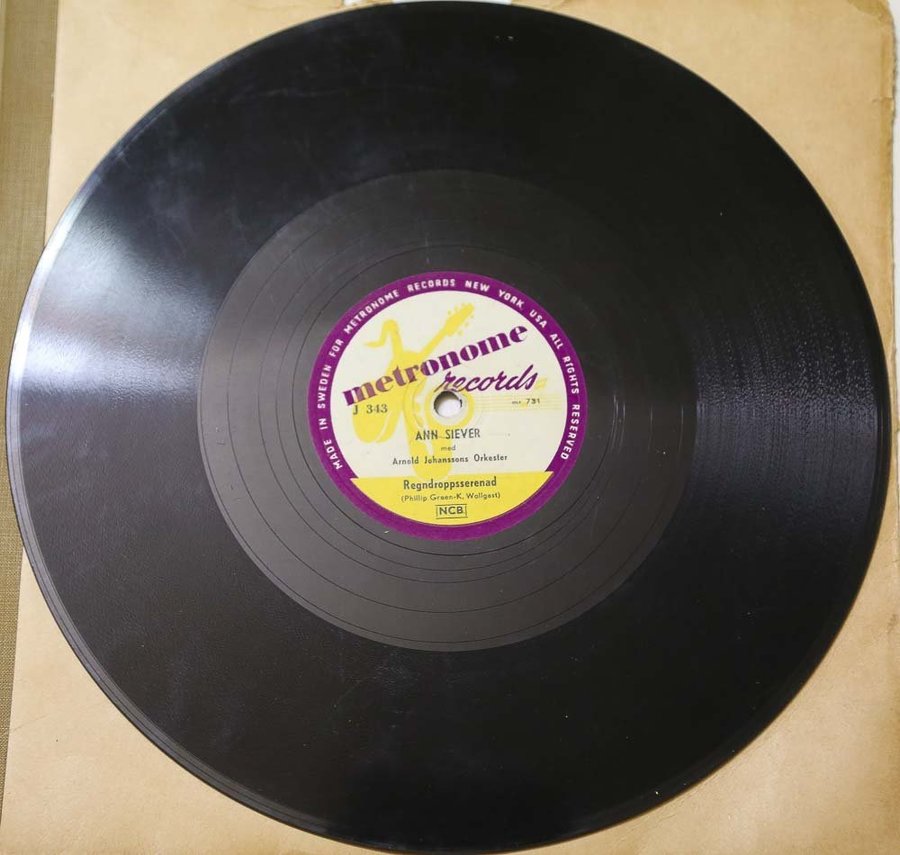 MADE IN SWEDEN FOR METRONOME RECORDS NEW YORK, USA ALL RIGHTS RESERVED
metronome
records
J 343
mr 731
ANN SIEVER
med
Arnold Johanssons Orkester
Regndroppsserenad
(Phillip Green-K. Wallgest)
NCB